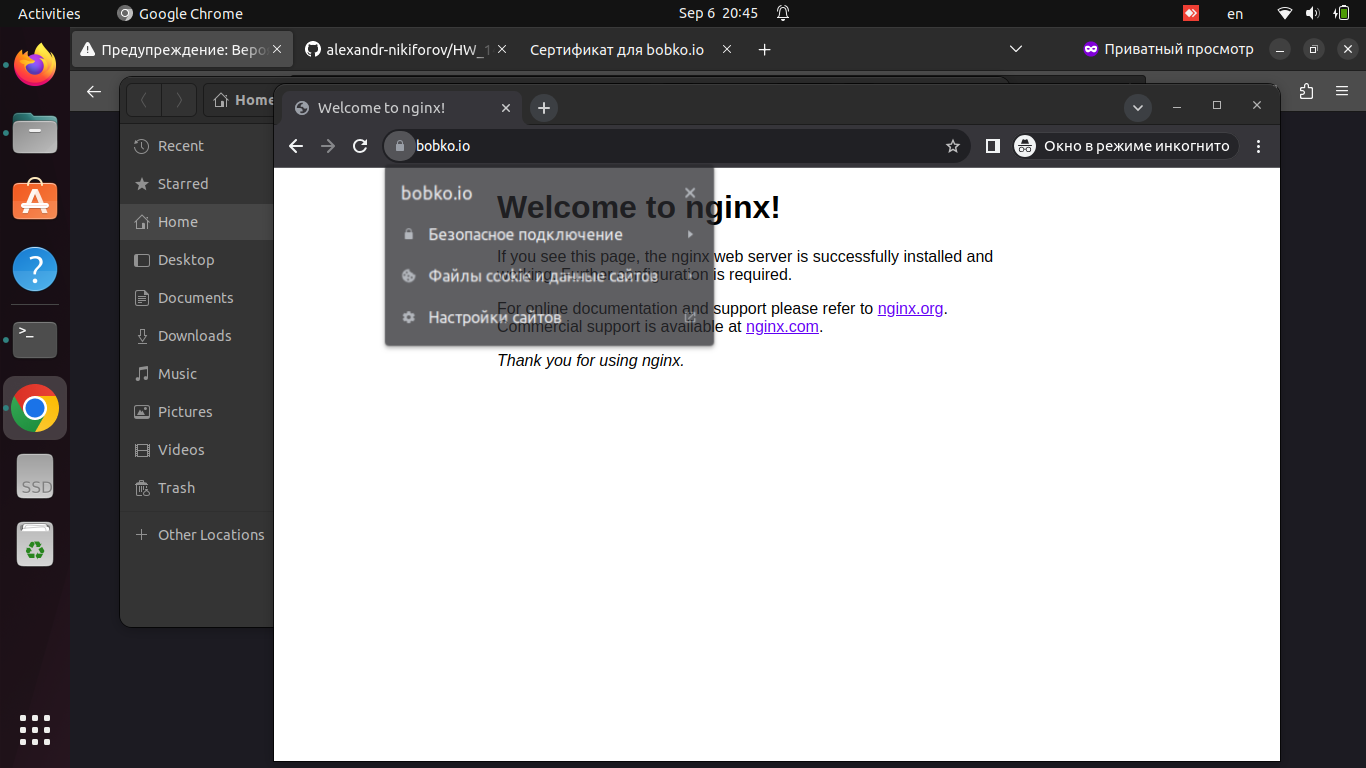 Activities
Google Chrome
Sep 6 20:45
en
Предупреждение: Веро
alexandr-nikiforov/HW_1
Сертификат для bobko.io
Приватный просмотр
Home
Welcome to nginx!
bobko.io
Окно в режиме инкогнито
Recent
Starred
Home
Desktop
Documents
Downloads
Music
Pictures
Videos
Trash
Other Locations
SSD
bobko.io
Безопасное подключение
Файлы cookie и данные сайтов
Настройки сайтов
Welcome to nginx!
If you see this page, the nginx web server is successfully installed and
working. Further configuration is required.
For online documentation and support please refer to nginx.org.
Commercial support is available at nginx.com.
Thank you for using nginx.